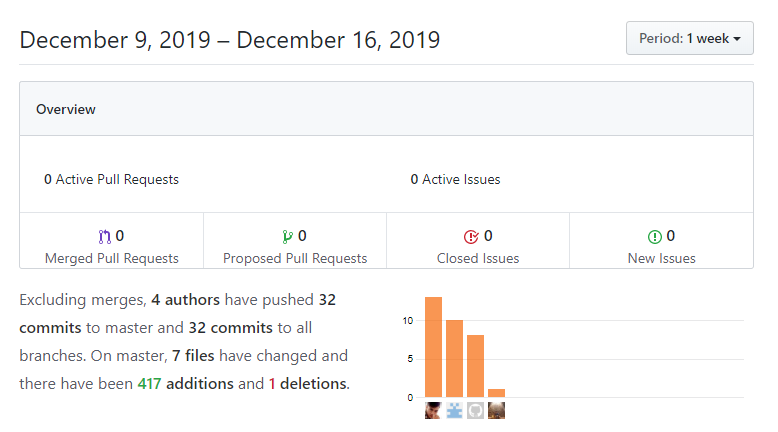 December 9, 2019 – December 16, 2019
Period: 1 week
Overview
0 Active Pull Requests
0 Active Issues
0
Merged Pull Requests
0
Proposed Pull Requests
0
Closed Issues
0
New Issues
Excluding merges, 4 authors have pushed 32
commits to master and 32 commits to all
branches. On master, 7 files have changed and
there have been 417 additions and 1 deletions.
10
5
0